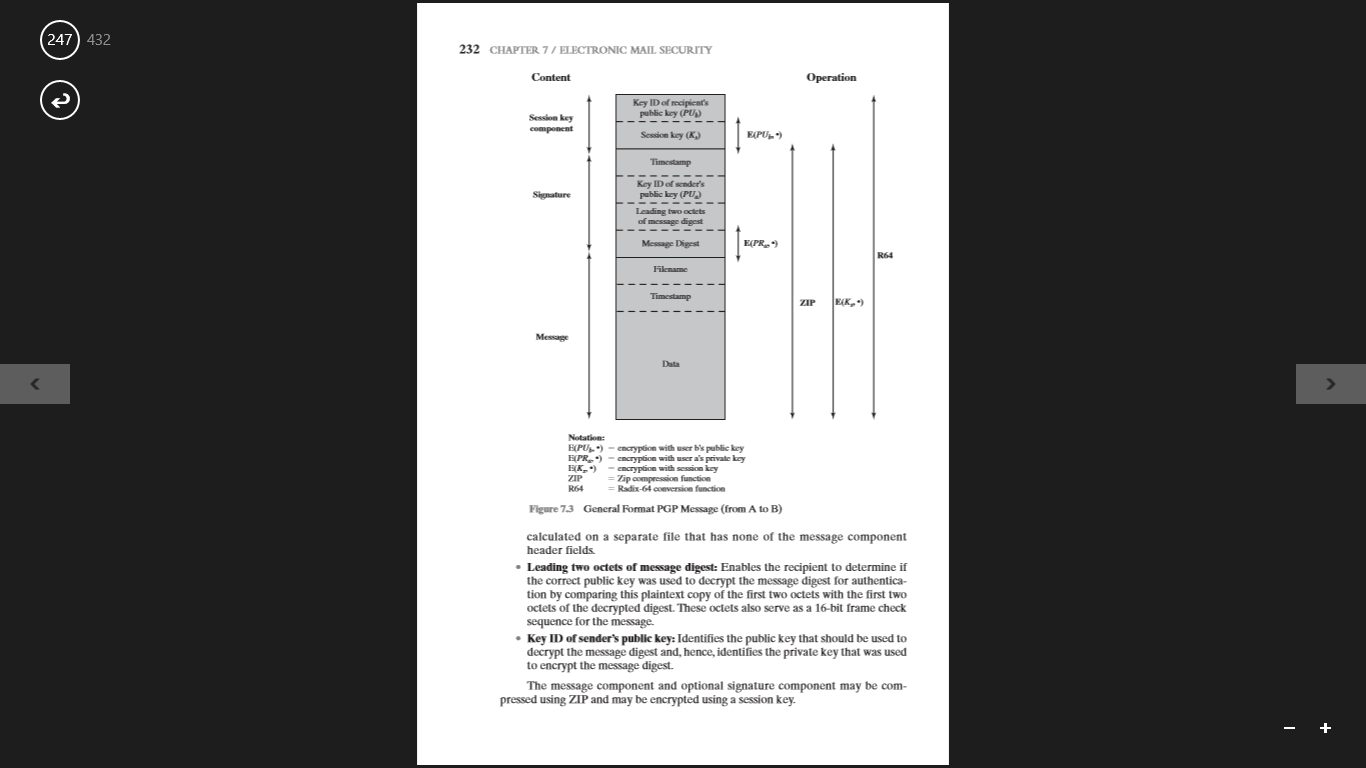 247 432
232 CHAPTER 7 / ELECTRONIC MAIL SECURITY
Content
Operation
Session key
component
Signature
Message
Key ID of recipient's
public key (PUb)
Session key (Ks)
Timestamp
Key ID of sender's
public key (PUa)
Leading two octets
of message digest
Message Digest
Filename
Timestamp
Data
E(PUb, •)
E(PRa, •)
ZIP
E(Ks, •)
R64
Notation:
E(PUb, •) = encryption with user b's public key
E(PRa, •) = encryption with user a's private key
E(Ks, •) = encryption with session key
ZIP = Zip compression function
R64 = Radix-64 conversion function
Figure 7.3 General Format PGP Message (from A to B)
calculated on a separate file that has none of the message component
header fields.
• Leading two octets of message digest: Enables the recipient to determine if
the correct public key was used to decrypt the message digest for authentica-
tion by comparing this plaintext copy of the first two octets with the first two
octets of the decrypted digest. These octets also serve as a 16-bit frame check
sequence for the message.
• Key ID of sender's public key: Identifies the public key that should be used to
decrypt the message digest and, hence, identifies the private key that was used
to encrypt the message digest.
The message component and optional signature component may be com-
pressed using ZIP and may be encrypted using a session key.